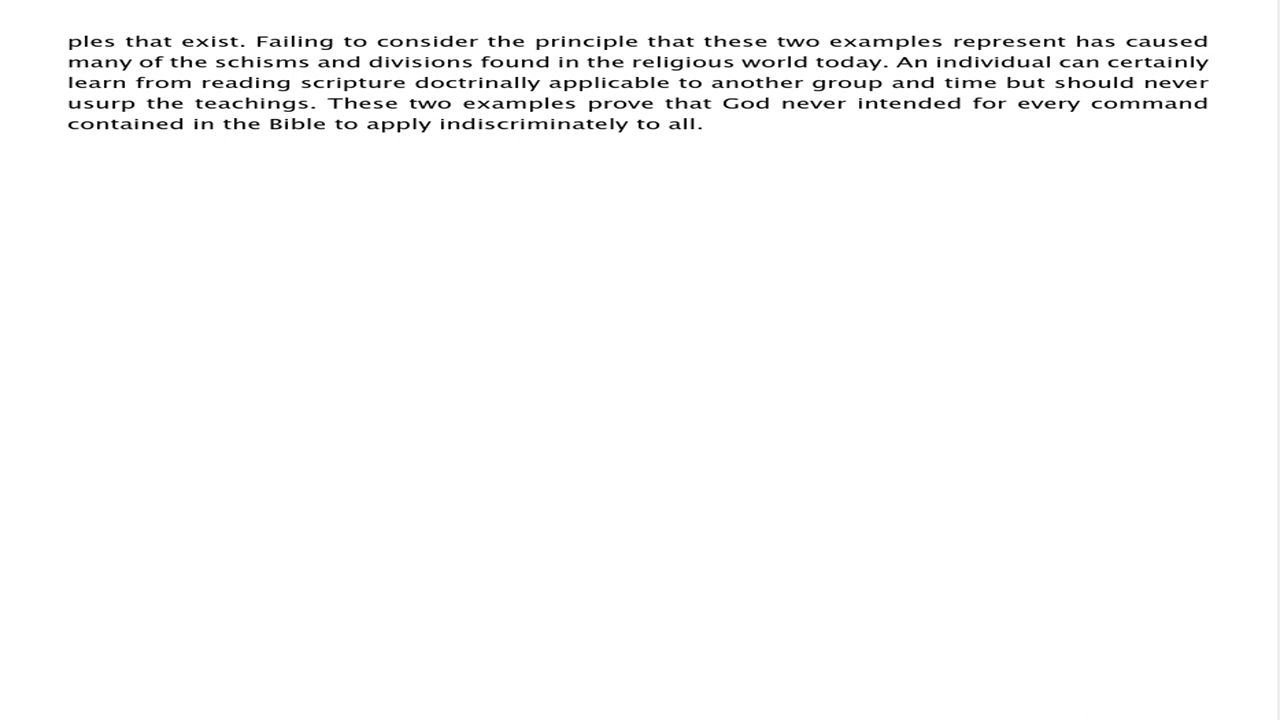 ples that exist. Failing to consider the principle that these two examples represent has caused
many of the schisms and divisions found in the religious world today. An individual can certainly
learn from reading scripture doctrinally applicable to another group and time but should never
usurp the teachings. These two examples prove that God never intended for every command
contained in the Bible to apply indiscriminately to all.